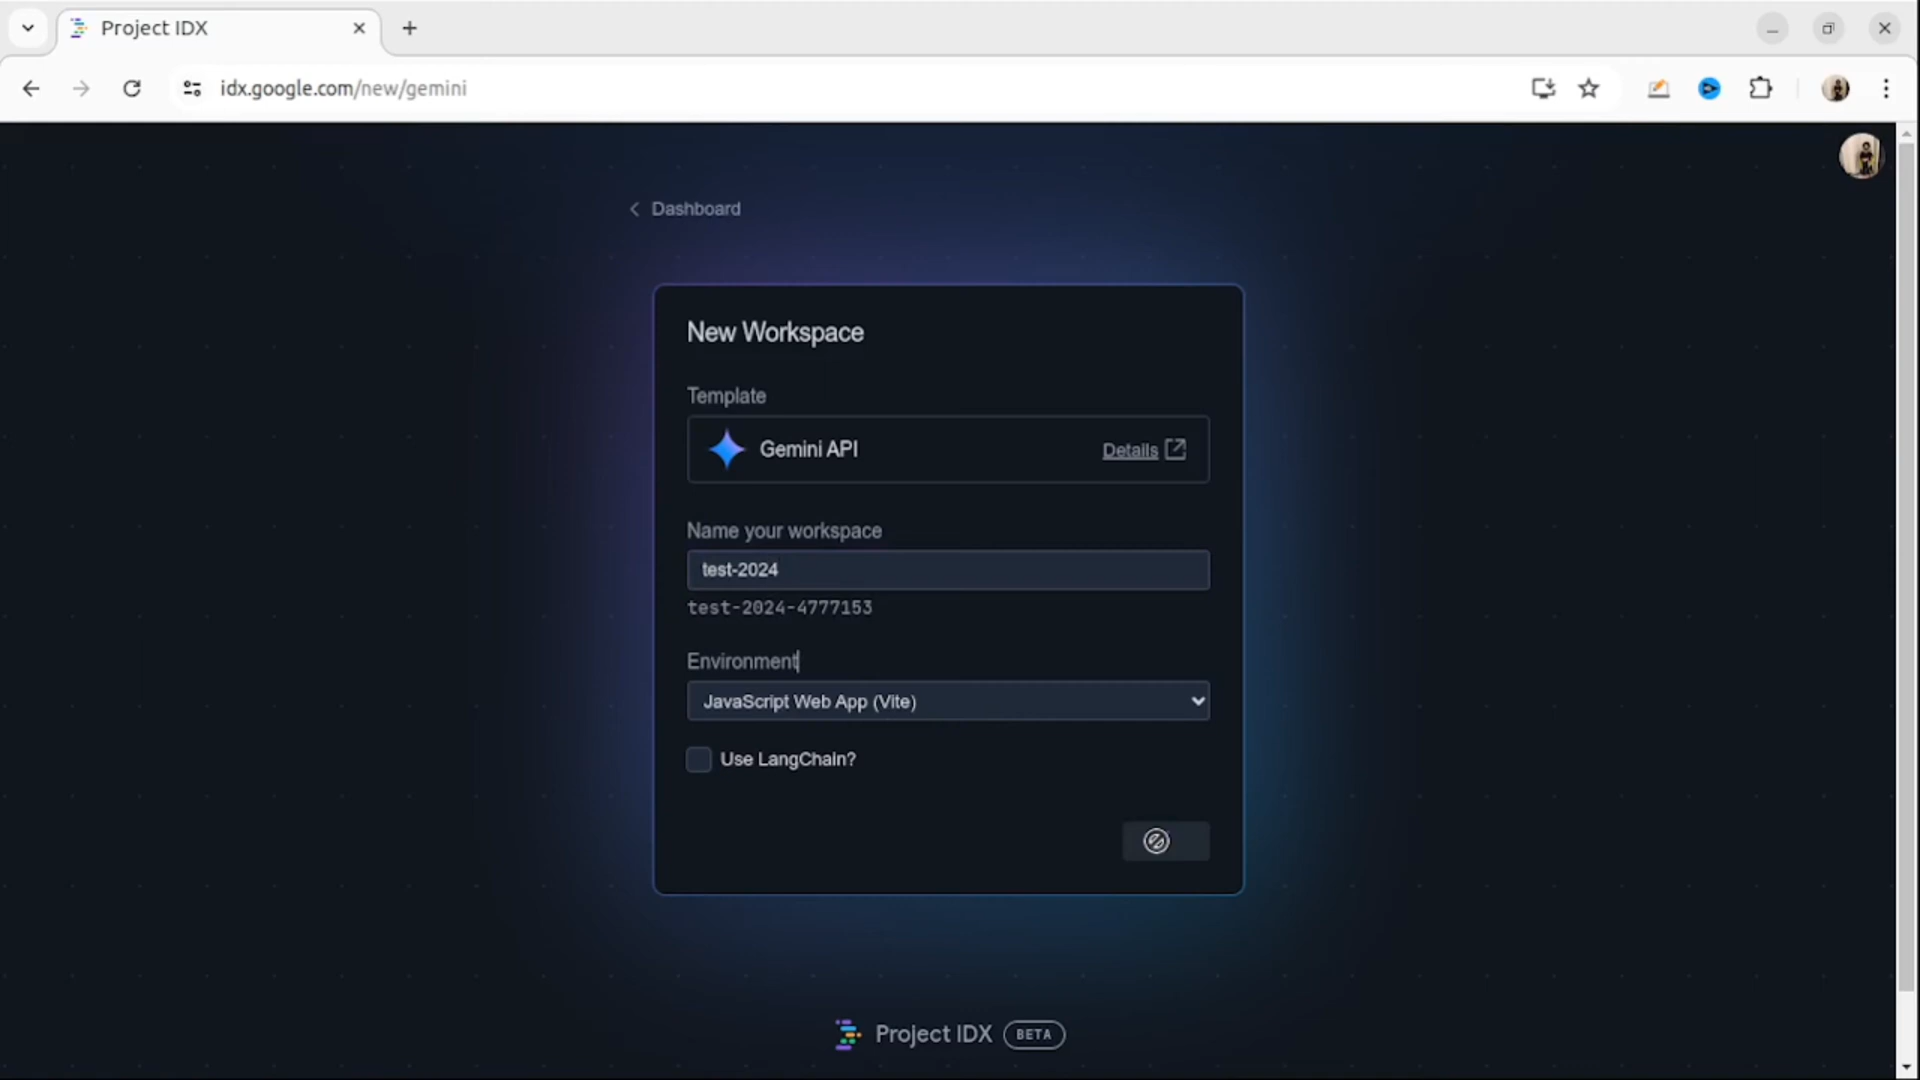 Project IDX
idx.google.com/new/gemini
Dashboard
New Workspace
Template
Gemini API
Details
Name your workspace
test-2024
test-2024-4777153
Environment
JavaScript Web App (Vite)
Use LangChain?
Project IDX BETA